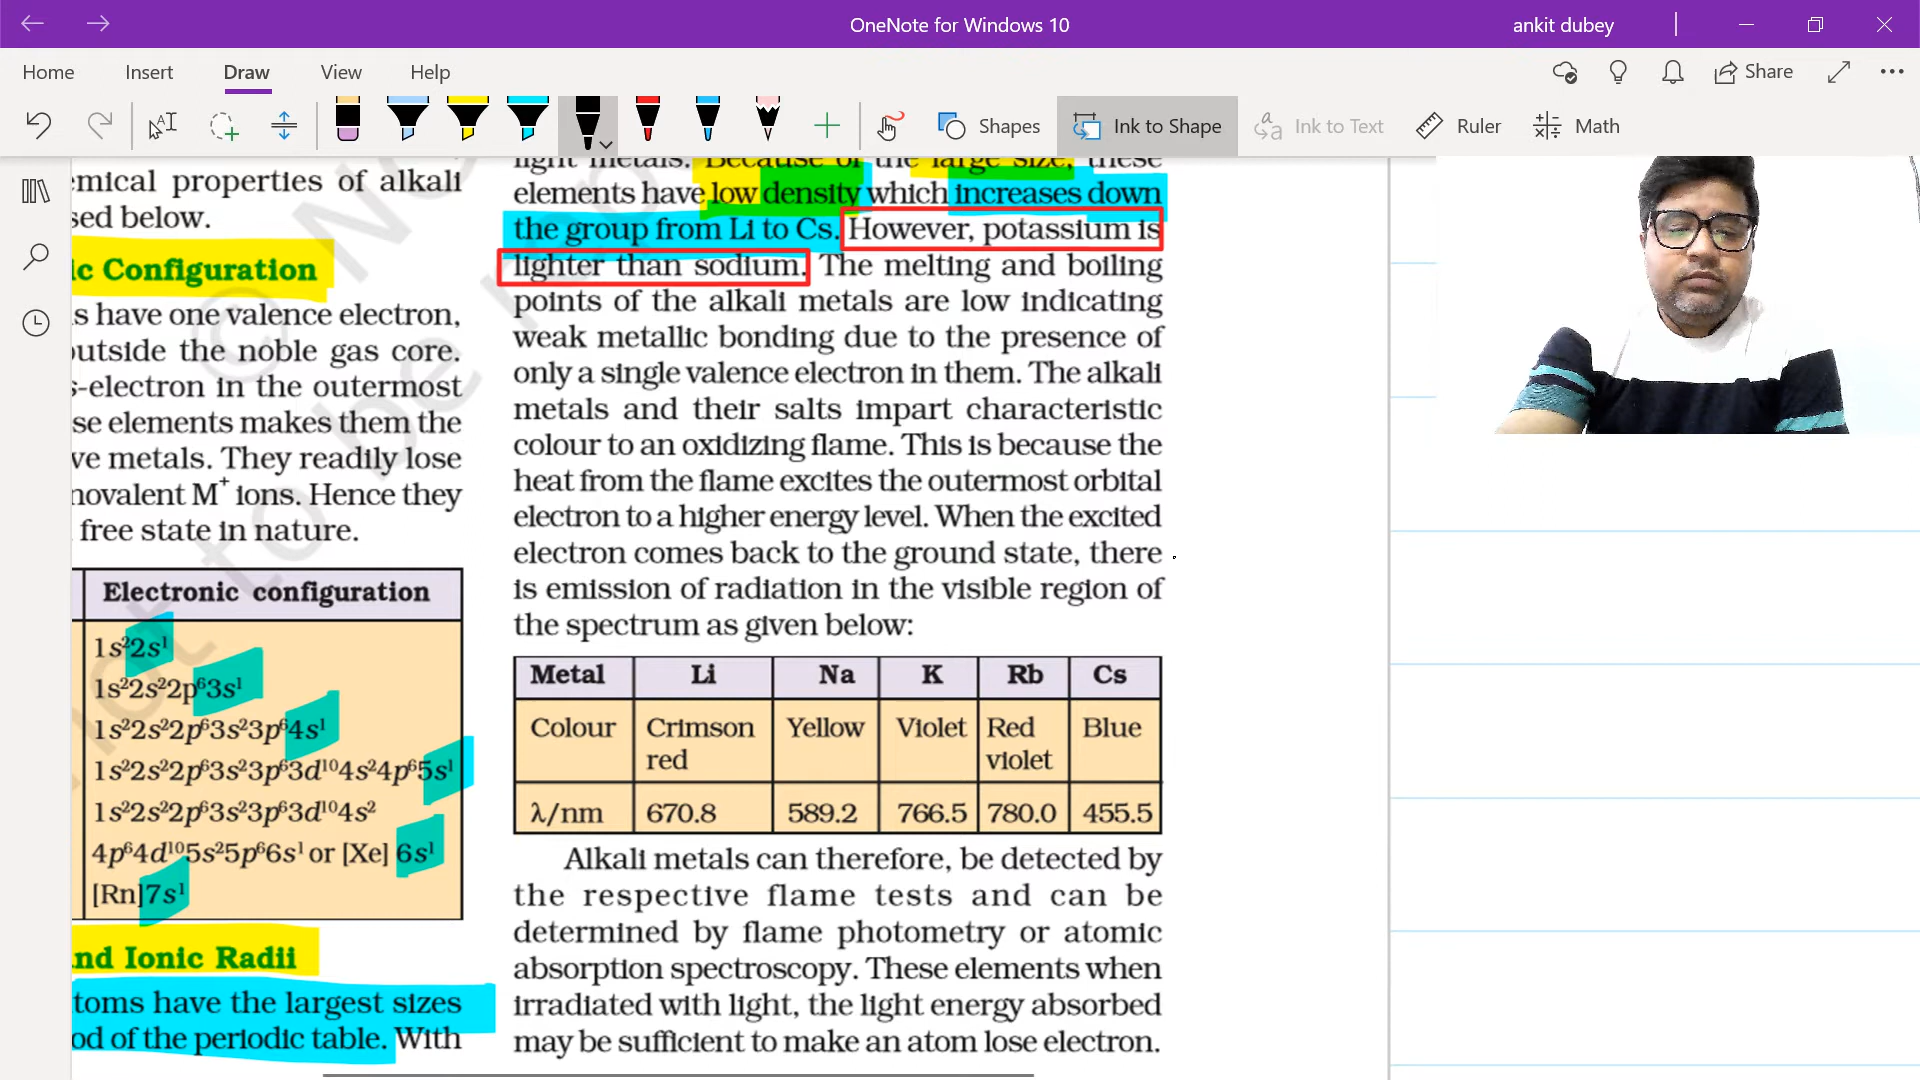 OneNote for Windows 10
ankit dubey
Home Insert Draw View Help
Share
Shapes Ink to Shape Ink to Text Ruler Math
emical properties of alkali
sed below.
ic Configuration
s have one valence electron,
outside the noble gas core.
s-electron in the outermost
se elements makes them the
ve metals. They readily lose
novalent M⁺ ions. Hence they
free state in nature.
Electronic configuration
1s²2s¹
1s²2s²2p⁶3s¹
1s²2s²2p⁶3s²3p⁶4s¹
1s²2s²2p⁶3s²3p⁶3d¹⁰4s²4p⁶5s¹
1s²2s²2p⁶3s²3p⁶3d¹⁰4s²
4p⁶4d¹⁰5s²5p⁶6s¹ or [Xe] 6s¹
[Rn]7s¹
nd Ionic Radii
toms have the largest sizes
od of the periodic table. With
light metals. Because of the large size, these
elements have low density which increases down
the group from Li to Cs. However, potassium is
lighter than sodium. The melting and boiling
points of the alkali metals are low indicating
weak metallic bonding due to the presence of
only a single valence electron in them. The alkali
metals and their salts impart characteristic
colour to an oxidizing flame. This is because the
heat from the flame excites the outermost orbital
electron to a higher energy level. When the excited
electron comes back to the ground state, there
is emission of radiation in the visible region of
the spectrum as given below:
Metal Li Na K Rb Cs
Colour Crimson Yellow Violet Red Blue
red violet
λ/nm 670.8 589.2 766.5 780.0 455.5
Alkali metals can therefore, be detected by
the respective flame tests and can be
determined by flame photometry or atomic
absorption spectroscopy. These elements when
irradiated with light, the light energy absorbed
may be sufficient to make an atom lose electron.